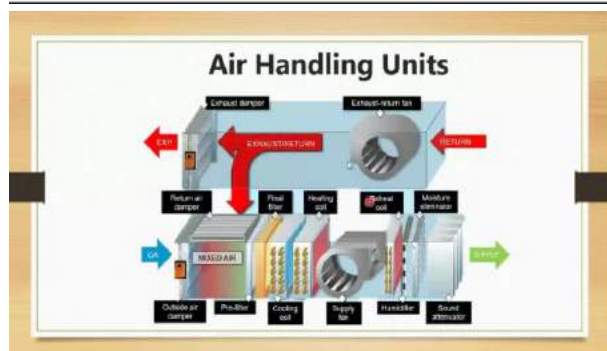 Air Handling Units
Exhaust damper
Exhaust-return fan
EXH
EXHAUST/RETURN
RETURN
Return air
damper
Final
filter
Heating
coil
Reheat
coil
Moisture
eliminator
O/A
MIXED AIR
SUPPLY
Outside air
damper
Pre-filter
Cooling
coil
Supply
fan
Humidifier
Sound
attenuator